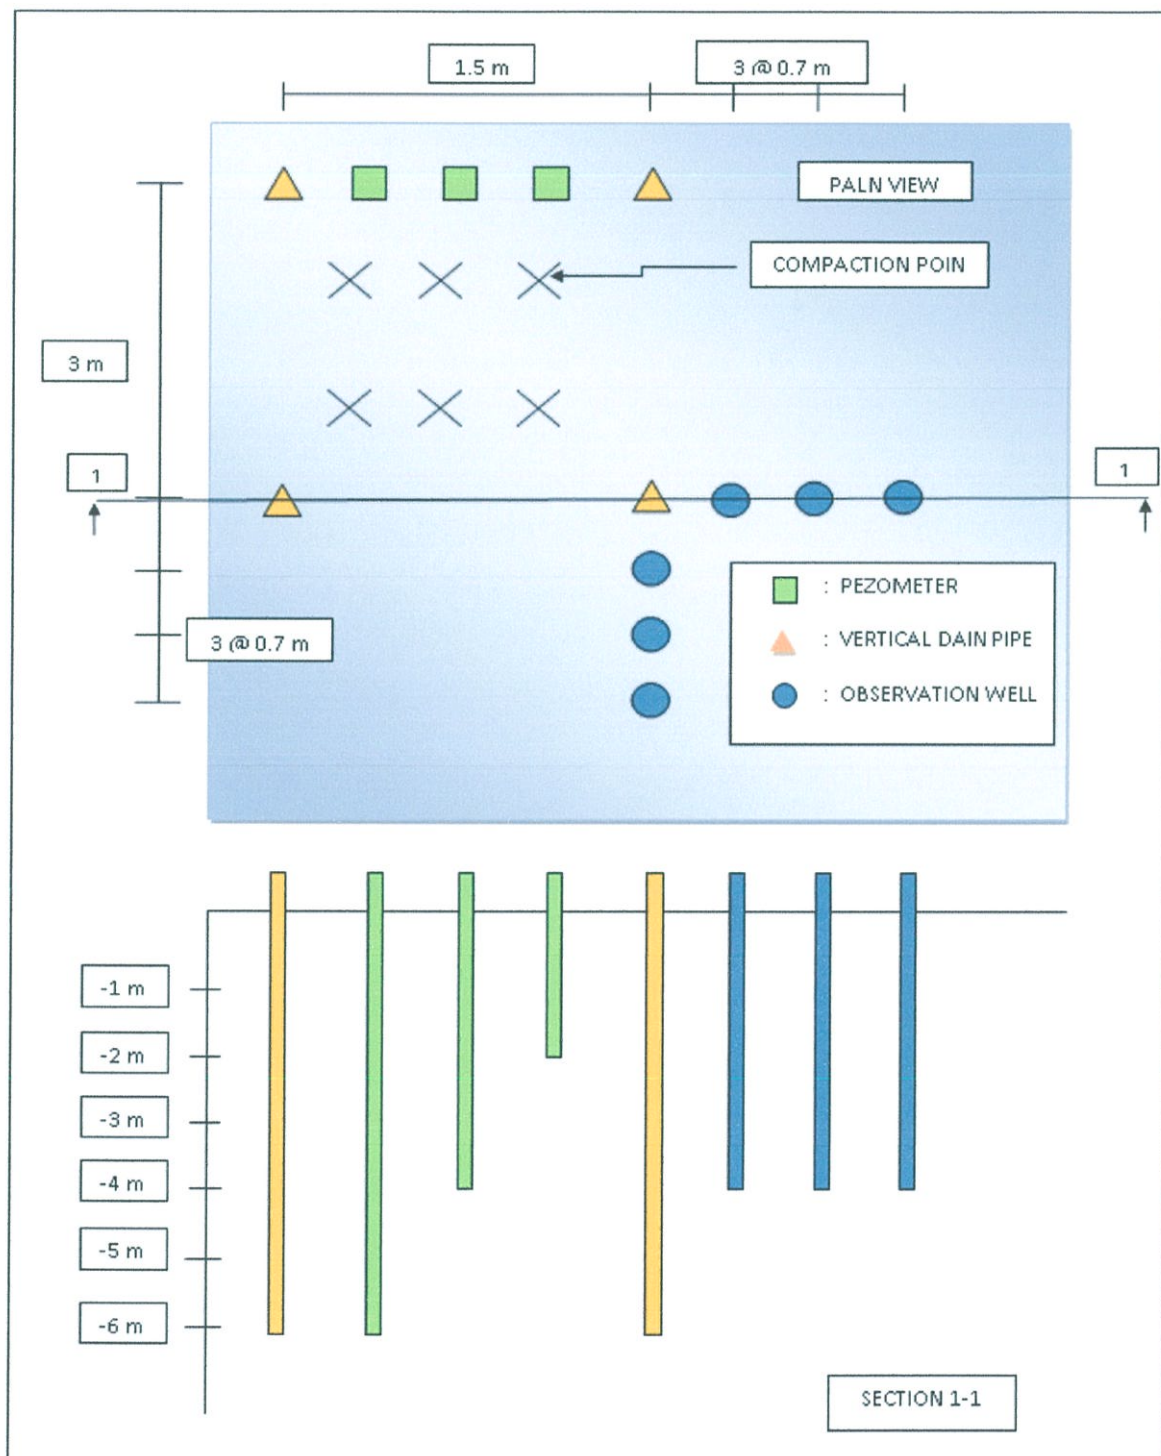 1.5 m
3 @ 0.7 m
PALN VIEW
COMPACTION POIN
3 m
1
1
: PEZOMETER
3 @ 0.7 m
: VERTICAL DAIN PIPE
: OBSERVATION WELL
-1 m
-2 m
-3 m
-4 m
-5 m
-6 m
SECTION 1-1